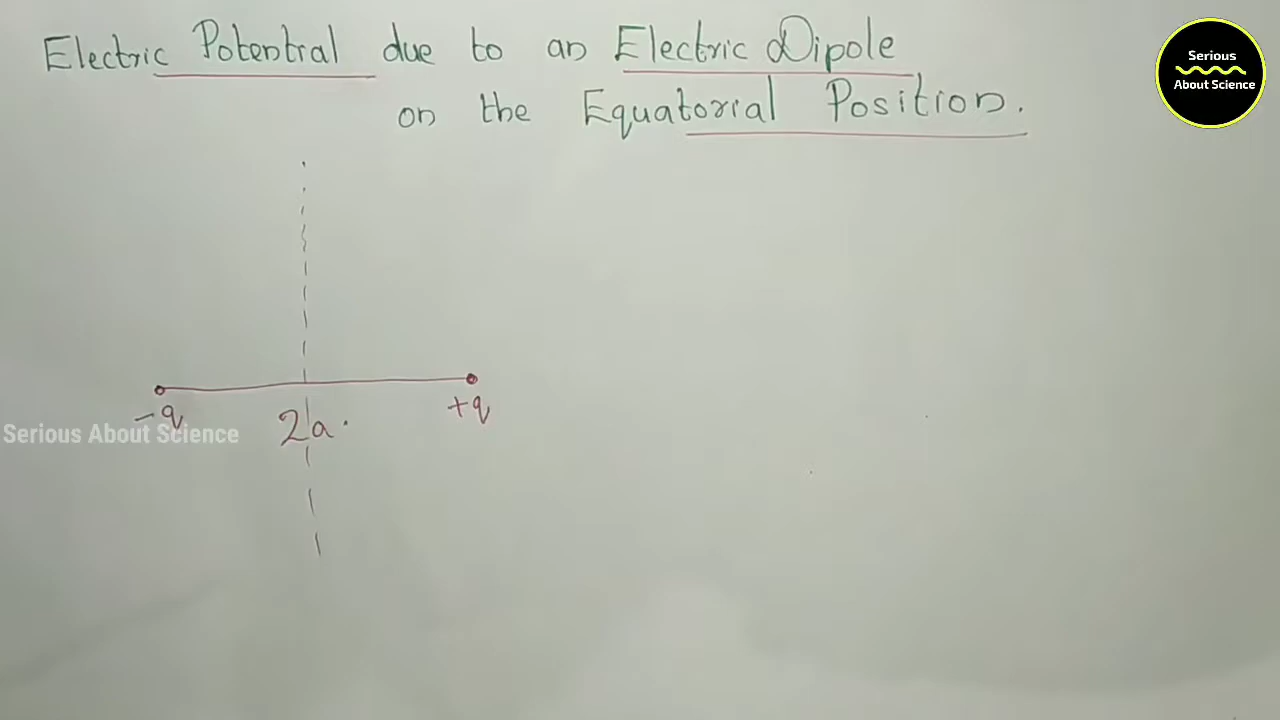 Electric Potential due to an Electric Dipole
on the Equatorial Position.
Serious
About Science
-q
2a.
+q
Serious About Science